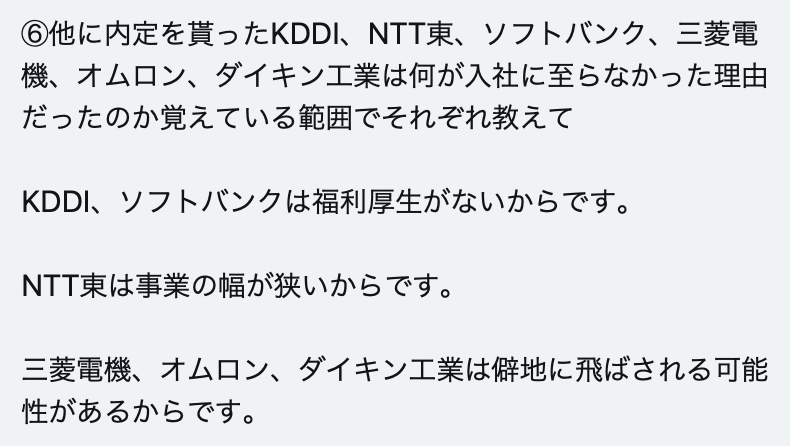 ⑥他に内定を貰ったKDDI、NTT東、ソフトバンク、三菱電
機、オムロン、ダイキン工業は何が入社に至らなかった理由
だったのか覚えている範囲でそれぞれ教えて
KDDI、ソフトバンクは福利厚生がないからです。
NTT東は事業の幅が狭いからです。
三菱電機、オムロン、ダイキン工業は僻地に飛ばされる可能
性があるからです。